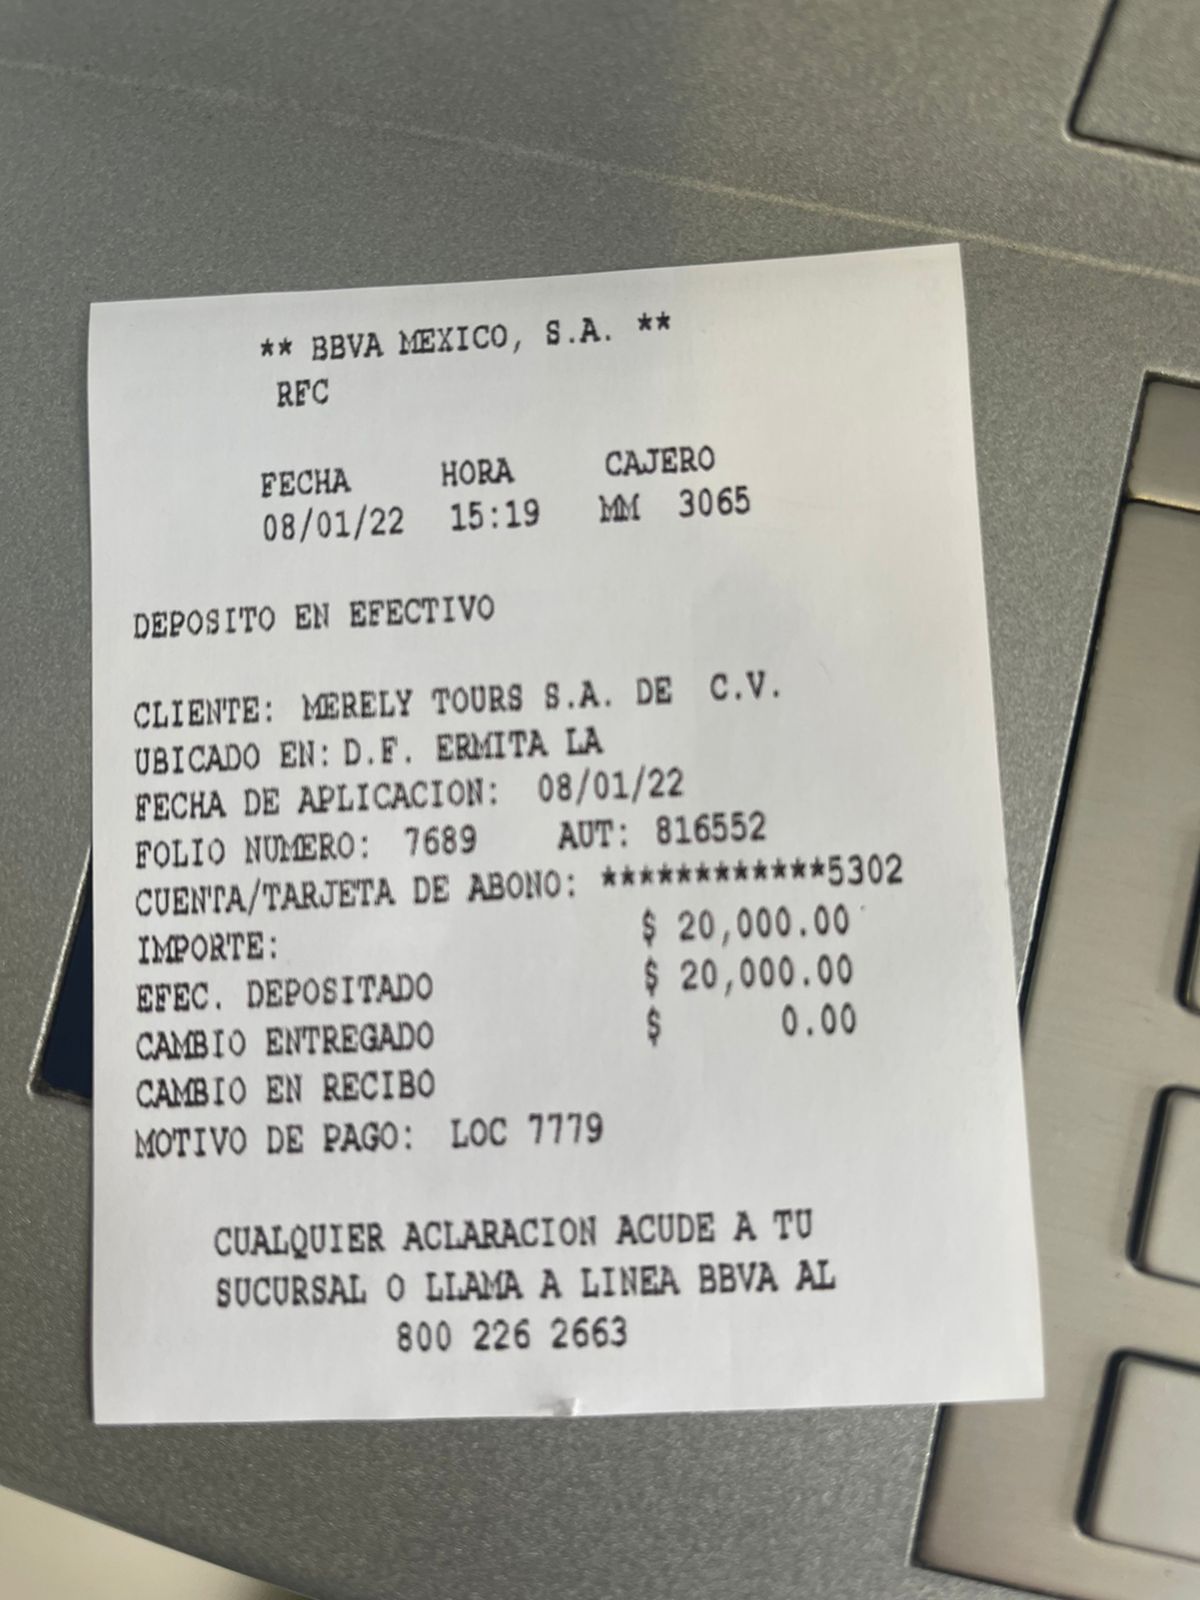 ** BBVA MEXICO, S.A. **
RFC
FECHA HORA CAJERO
08/01/22 15:19 MM 3065
DEPOSITO EN EFECTIVO
CLIENTE: MERELY TOURS S.A. DE C.V.
UBICADO EN: D.F. ERMITA LA
FECHA DE APLICACION: 08/01/22
FOLIO NUMERO: 7689 AUT: 816552
CUENTA/TARJETA DE ABONO: ************5302
IMPORTE: $ 20,000.00
EFEC. DEPOSITADO $ 20,000.00
CAMBIO ENTREGADO $ 0.00
CAMBIO EN RECIBO
MOTIVO DE PAGO: LOC 7779
CUALQUIER ACLARACION ACUDE A TU
SUCURSAL O LLAMA A LINEA BBVA AL
800 226 2663